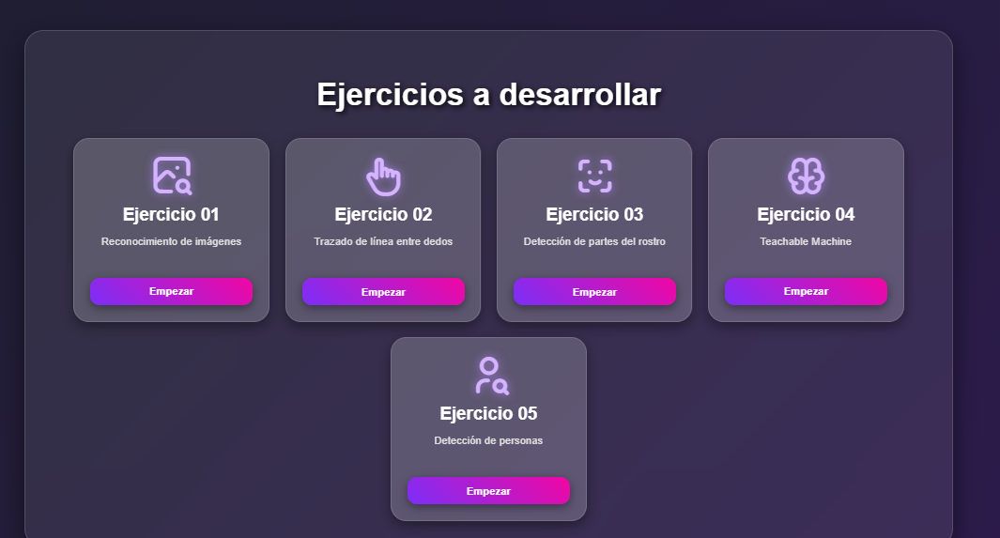 Ejercicios a desarrollar
Ejercicio 01
Reconocimiento de imágenes
Empezar
Ejercicio 02
Trazado de línea entre dedos
Empezar
Ejercicio 03
Detección de partes del rostro
Empezar
Ejercicio 04
Teachable Machine
Empezar
Ejercicio 05
Detección de personas
Empezar